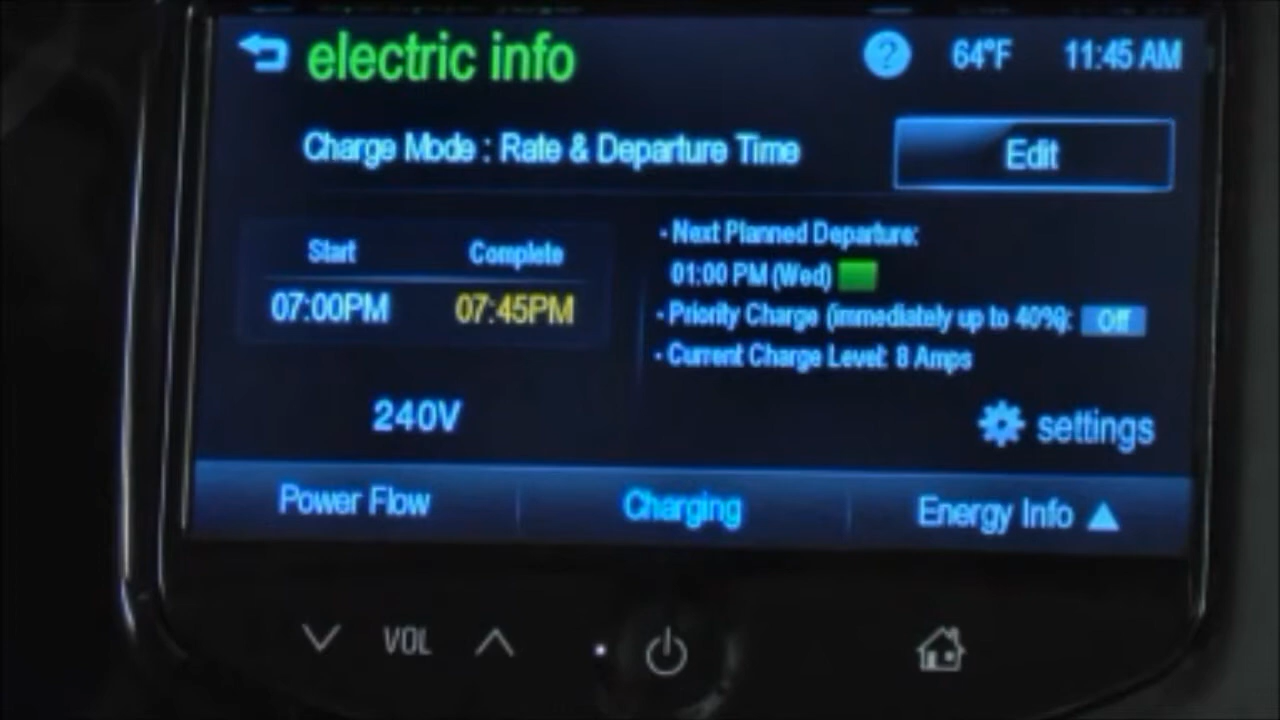 electric info ? 64°F 11:45 AM
Charge Mode : Rate & Departure Time Edit
Start Complete
07:00PM 07:45PM
- Next Planned Departure:
01:00 PM (Wed)
- Priority Charge (immediately up to 40%): Off
- Current Charge Level: 8 Amps
240V
settings
Power Flow Charging Energy Info ▲
VOL